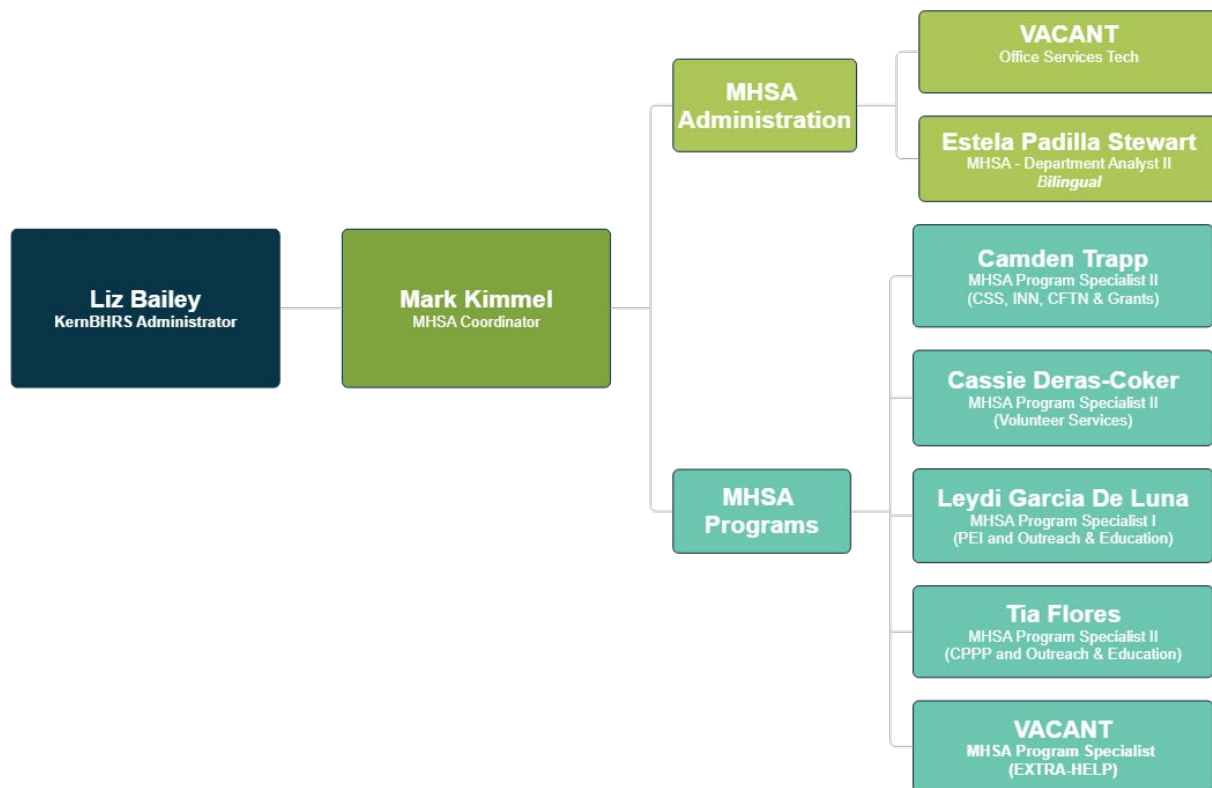 Liz Bailey
KernBHRS Administrator
Mark Kimmel
MHSA Coordinator
MHSA
Administration
VACANT
Office Services Tech
Estela Padilla Stewart
MHSA - Department Analyst II
Bilingual
MHSA
Programs
Camden Trapp
MHSA Program Specialist II
(CSS, INN, CFTN & Grants)
Cassie Deras-Coker
MHSA Program Specialist II
(Volunteer Services)
Leydi Garcia De Luna
MHSA Program Specialist I
(PEI and Outreach & Education)
Tia Flores
MHSA Program Specialist II
(CPPP and Outreach & Education)
VACANT
MHSA Program Specialist
(EXTRA-HELP)